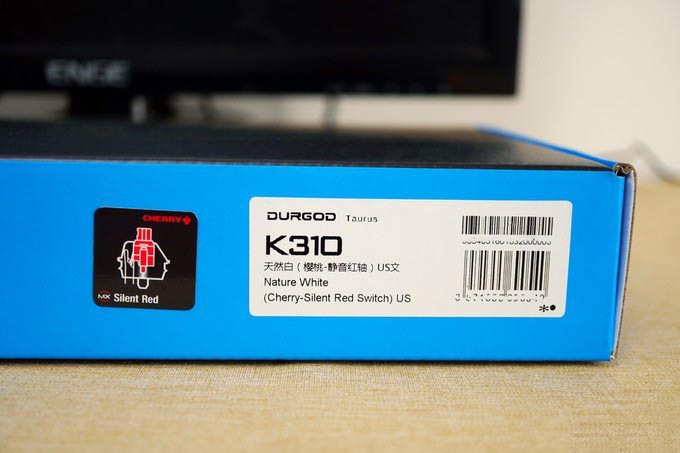 ENGE
CHERRY
MX Silent Red
DURGOD Taurus
K310
天然白（樱桃-静音红轴）US文
Nature White
(Cherry-Silent Red Switch) US
*•